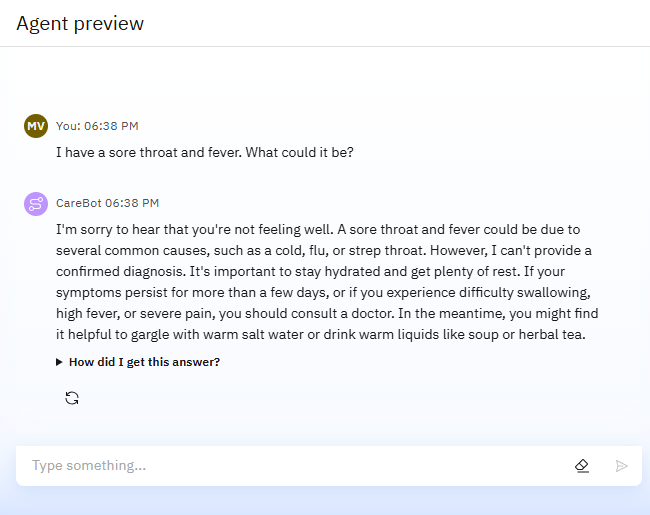 Agent preview
MV
You: 06:38 PM
I have a sore throat and fever. What could it be?
CareBot 06:38 PM
I'm sorry to hear that you're not feeling well. A sore throat and fever could be due to
several common causes, such as a cold, flu, or strep throat. However, I can't provide a
confirmed diagnosis. It's important to stay hydrated and get plenty of rest. If your
symptoms persist for more than a few days, or if you experience difficulty swallowing,
high fever, or severe pain, you should consult a doctor. In the meantime, you might find
it helpful to gargle with warm salt water or drink warm liquids like soup or herbal tea.
How did I get this answer?
Type something...